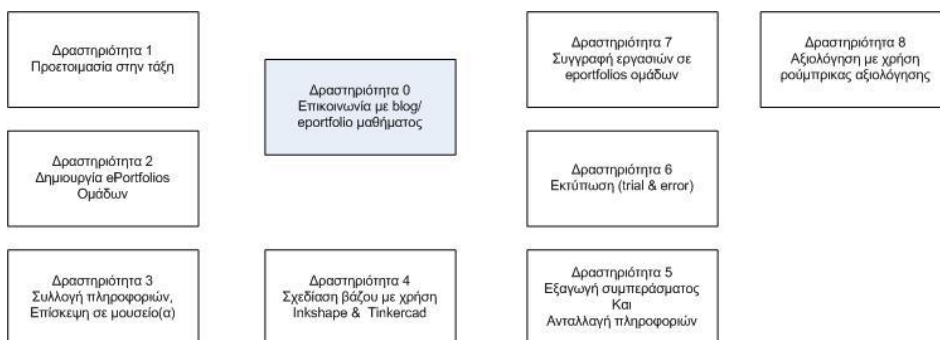 Δραστηριότητα 1
Προετοιμασία στην τάξη
Δραστηριότητα 0
Επικοινωνία με blog/
eportfolio μαθήματος
Δραστηριότητα 7
Συγγραφή εργασιών σε
eportfolios ομάδων
Δραστηριότητα 8
Αξιολόγηση με χρήση
ρούμπρικας αξιολόγησης
Δραστηριότητα 2
Δημιουργία ePortfolios
Ομάδων
Δραστηριότητα 6
Εκτύπωση (trial & error)
Δραστηριότητα 3
Συλλογή πληροφοριών,
Επίσκεψη σε μουσείο(α)
Δραστηριότητα 4
Σχεδίαση βάζου με χρήση
Inkshape & Tinkercad
Δραστηριότητα 5
Εξαγωγή συμπεράσματος
Και
Ανταλλαγή πληροφοριών